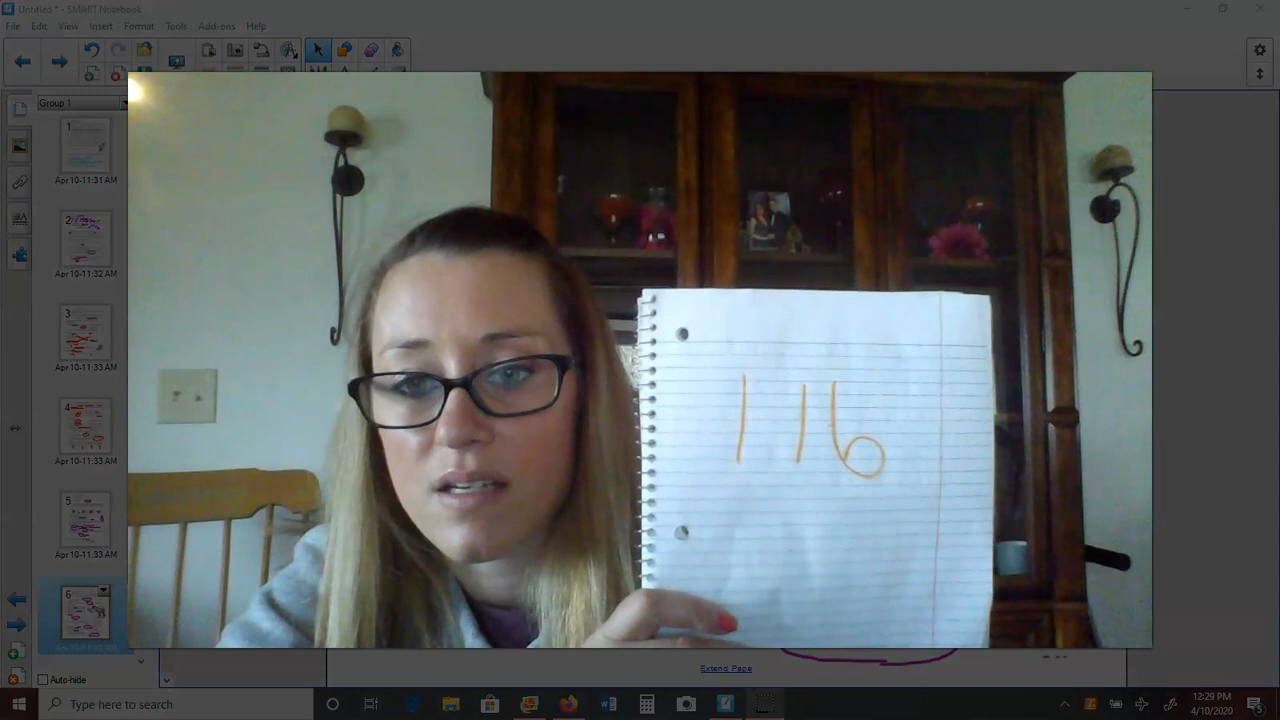 Untitled * - SMART Notebook
File Edit View Insert Format Tools Add-ons Help
Group 1
1
Apr 10-11:31 AM
2
Apr 10-11:32 AM
3
Apr 10-11:33 AM
4
Apr 10-11:33 AM
5
Apr 10-11:33 AM
6
116
Auto-hide
Extend Page
Type here to search
12:29 PM
4/10/2020
5